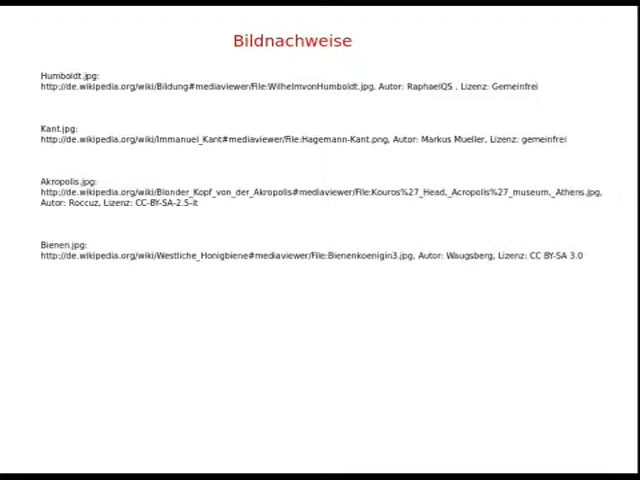 Bildnachweise
Humboldt.jpg:
http://de.wikipedia.org/wiki/Bildung#mediaviewer/File:WilhelmvonHumboldt.jpg, Autor: RaphaelQS , Lizenz: Gemeinfrei
Kant.jpg:
http://de.wikipedia.org/wiki/Immanuel_Kant#mediaviewer/File:Hagemann-Kant.png, Autor: Markus Mueller, Lizenz: gemeinfrei
Akropolis.jpg:
http://de.wikipedia.org/wiki/Blonder_Kopf_von_der_Akropolis#mediaviewer/File:Kouros%27_Head,_Acropolis%27_museum,_Athens.jpg,
Autor: Roccuz, Lizenz: CC-BY-SA-2.5-it
Bienen.jpg:
http://de.wikipedia.org/wiki/Westliche_Honigbiene#mediaviewer/File:Bienenkoenigin3.jpg, Autor: Waugsberg, Lizenz: CC BY-SA 3.0